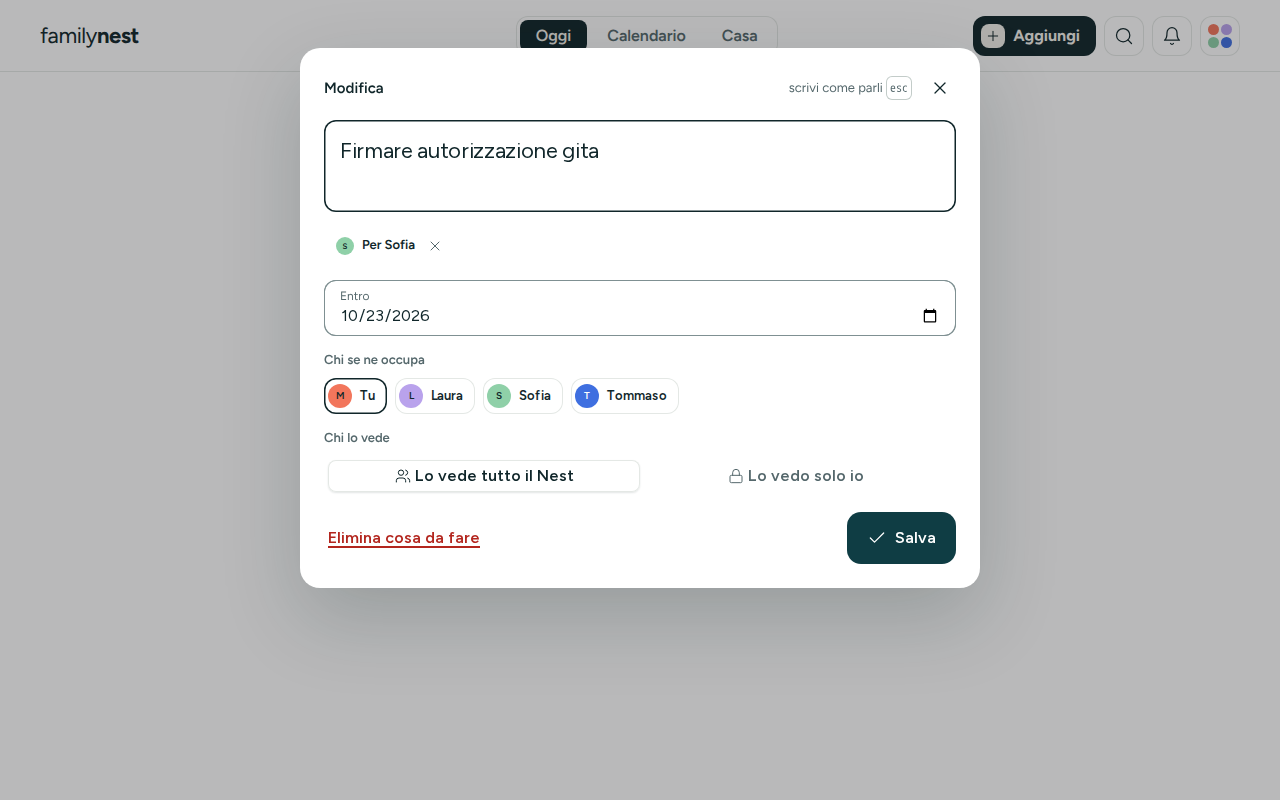 familynest
Oggi Calendario Casa
Aggiungi
Modifica
scrivi come parli esc
Firmare autorizzazione gita
S Per Sofia
Entro
10/23/2026
Chi se ne occupa
M Tu L Laura S Sofia T Tommaso
Chi lo vede
Lo vede tutto il Nest Lo vedo solo io
Elimina cosa da fare Salva